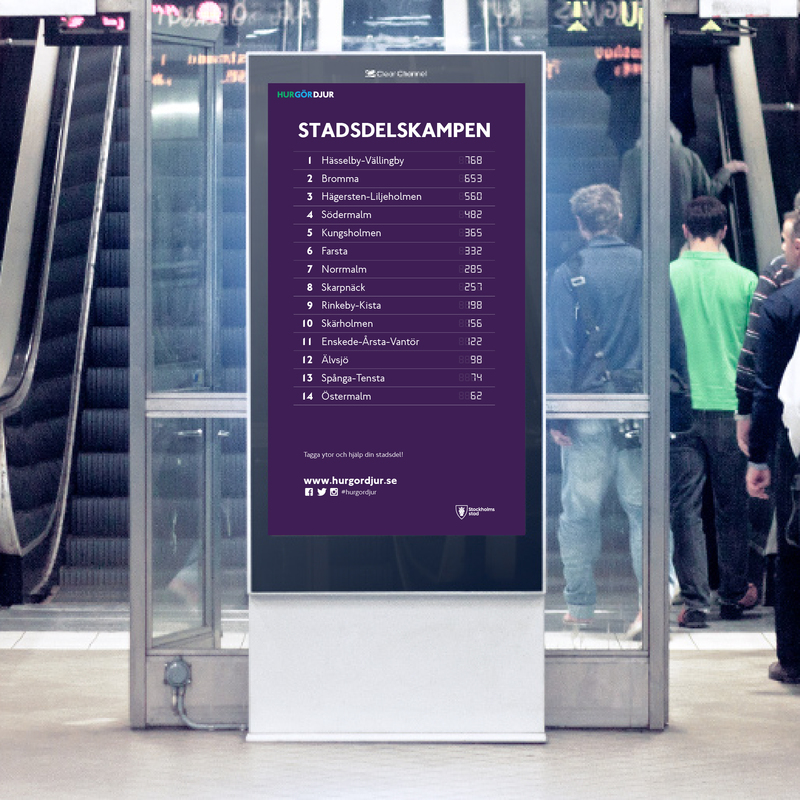 Clear Channel
HURGÖRDJUR
STADSDELSKAMPEN
1 Hässelby-Vällingby 768
2 Bromma 653
3 Hägersten-Liljeholmen 560
4 Södermalm 482
5 Kungsholmen 365
6 Farsta 332
7 Norrmalm 285
8 Skarpnäck 257
9 Rinkeby-Kista 198
10 Skärholmen 156
11 Enskede-Årsta-Vantör 122
12 Älvsjö 98
13 Spånga-Tensta 74
14 Östermalm 62
Tagga ytor och hjälp din stadsdel!
www.hurgordjur.se
#hurgordjur
Stockholms
stad